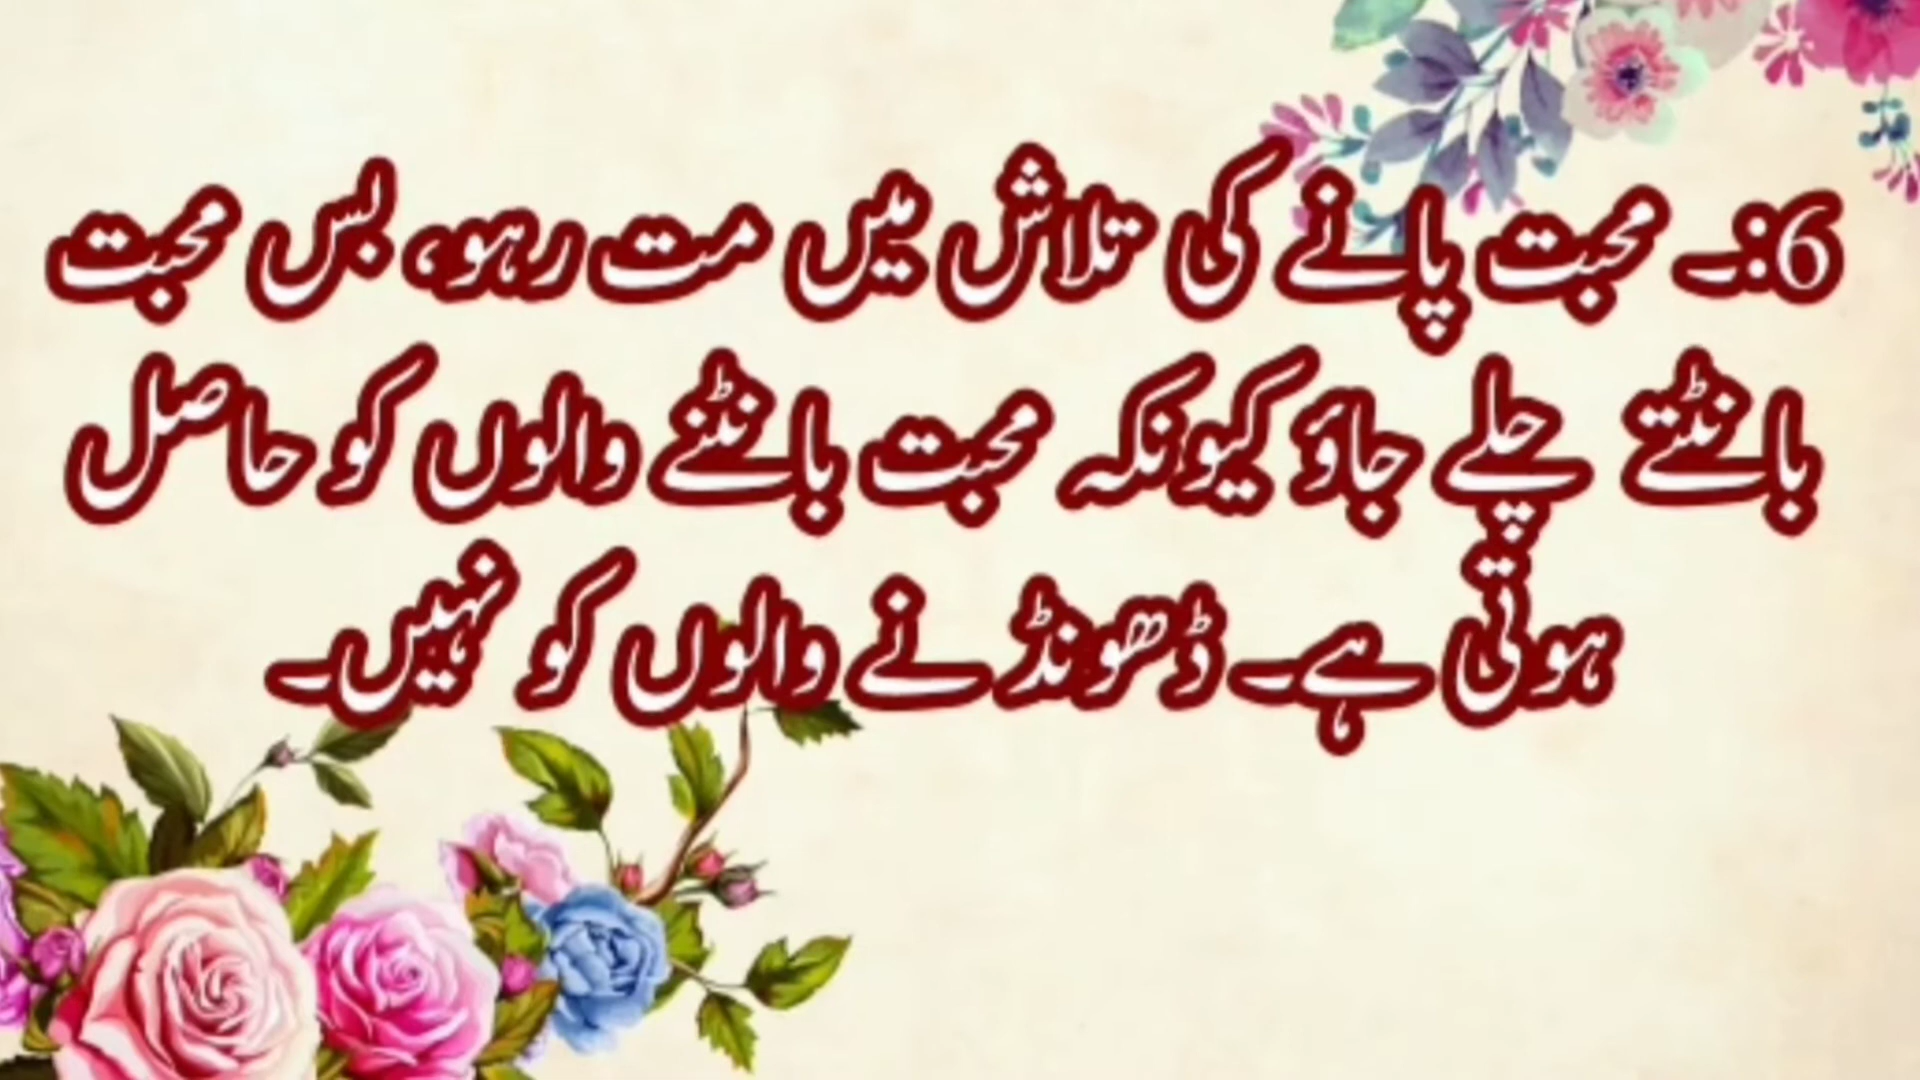 6:۔ محبت پانے کی تلاش میں مت رہو، بس محبت
بانٹتے چلے جاؤ کیونکہ محبت بانٹنے والوں کو حاصل
ہوتی ہے۔ ڈھونڈنے والوں کو نہیں۔